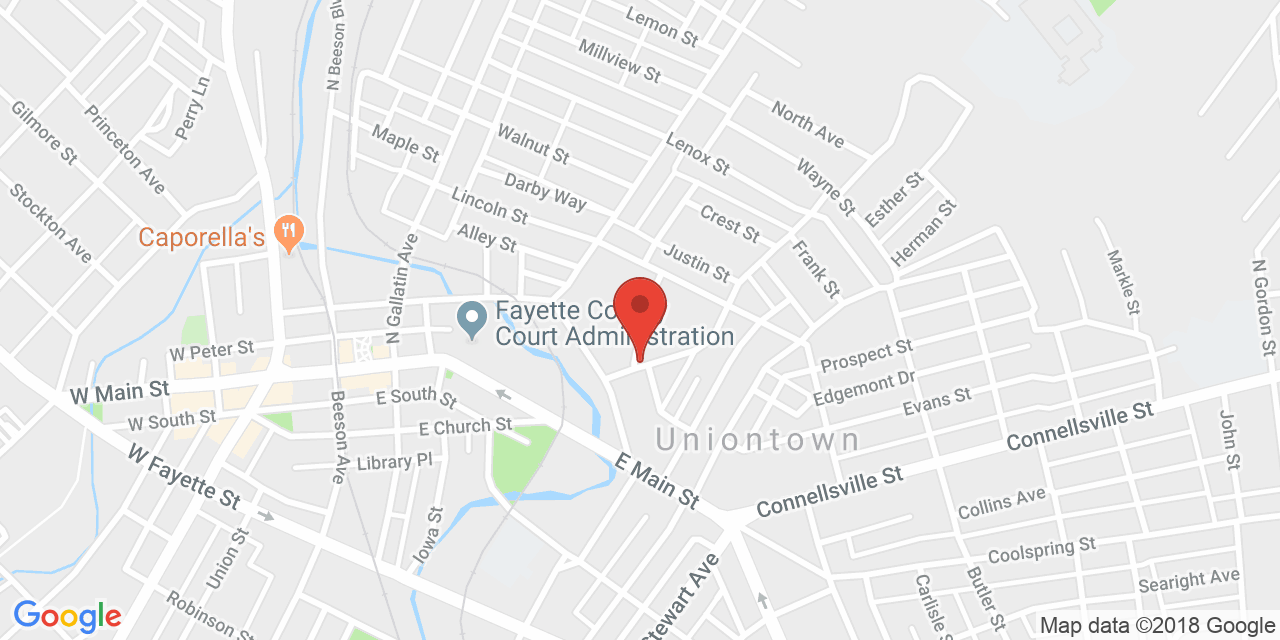 Lemon St
Millview St
N Beeson Blv
Perry Ln
Princeton Ave
Gilmore St
Stockton Ave
Maple St
Walnut St
Lenox St
North Ave
Wayne St
Esther St
Herman St
Darby Way
Lincoln St
Alley St
Crest St
Justin St
Frank St
Markle St
N Gordon St
Caporella's
N Gallatin Ave
Fayette Co
Court Administration
W Peter St
W Main St
W South St
E South St
E Church St
Library Pl
Beeson Ave
W Fayette St
Union St
Robinson St
Iowa St
E Main St
Uniontown
Prospect St
Edgemont Dr
Evans St
Connellsville St
Connellsville St
John St
Collins Ave
Coolspring St
Searight Ave
Butler St
Carlisle St
Stewart Ave
Google
Map data ©2018 Google